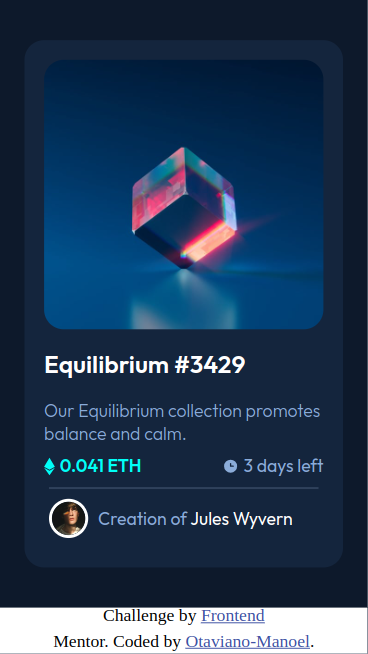 Equilibrium #3429
Our Equilibrium collection promotes
balance and calm.
0.041 ETH 3 days left
Creation of Jules Wyvern
Challenge by Frontend
Mentor. Coded by Otaviano-Manoel.